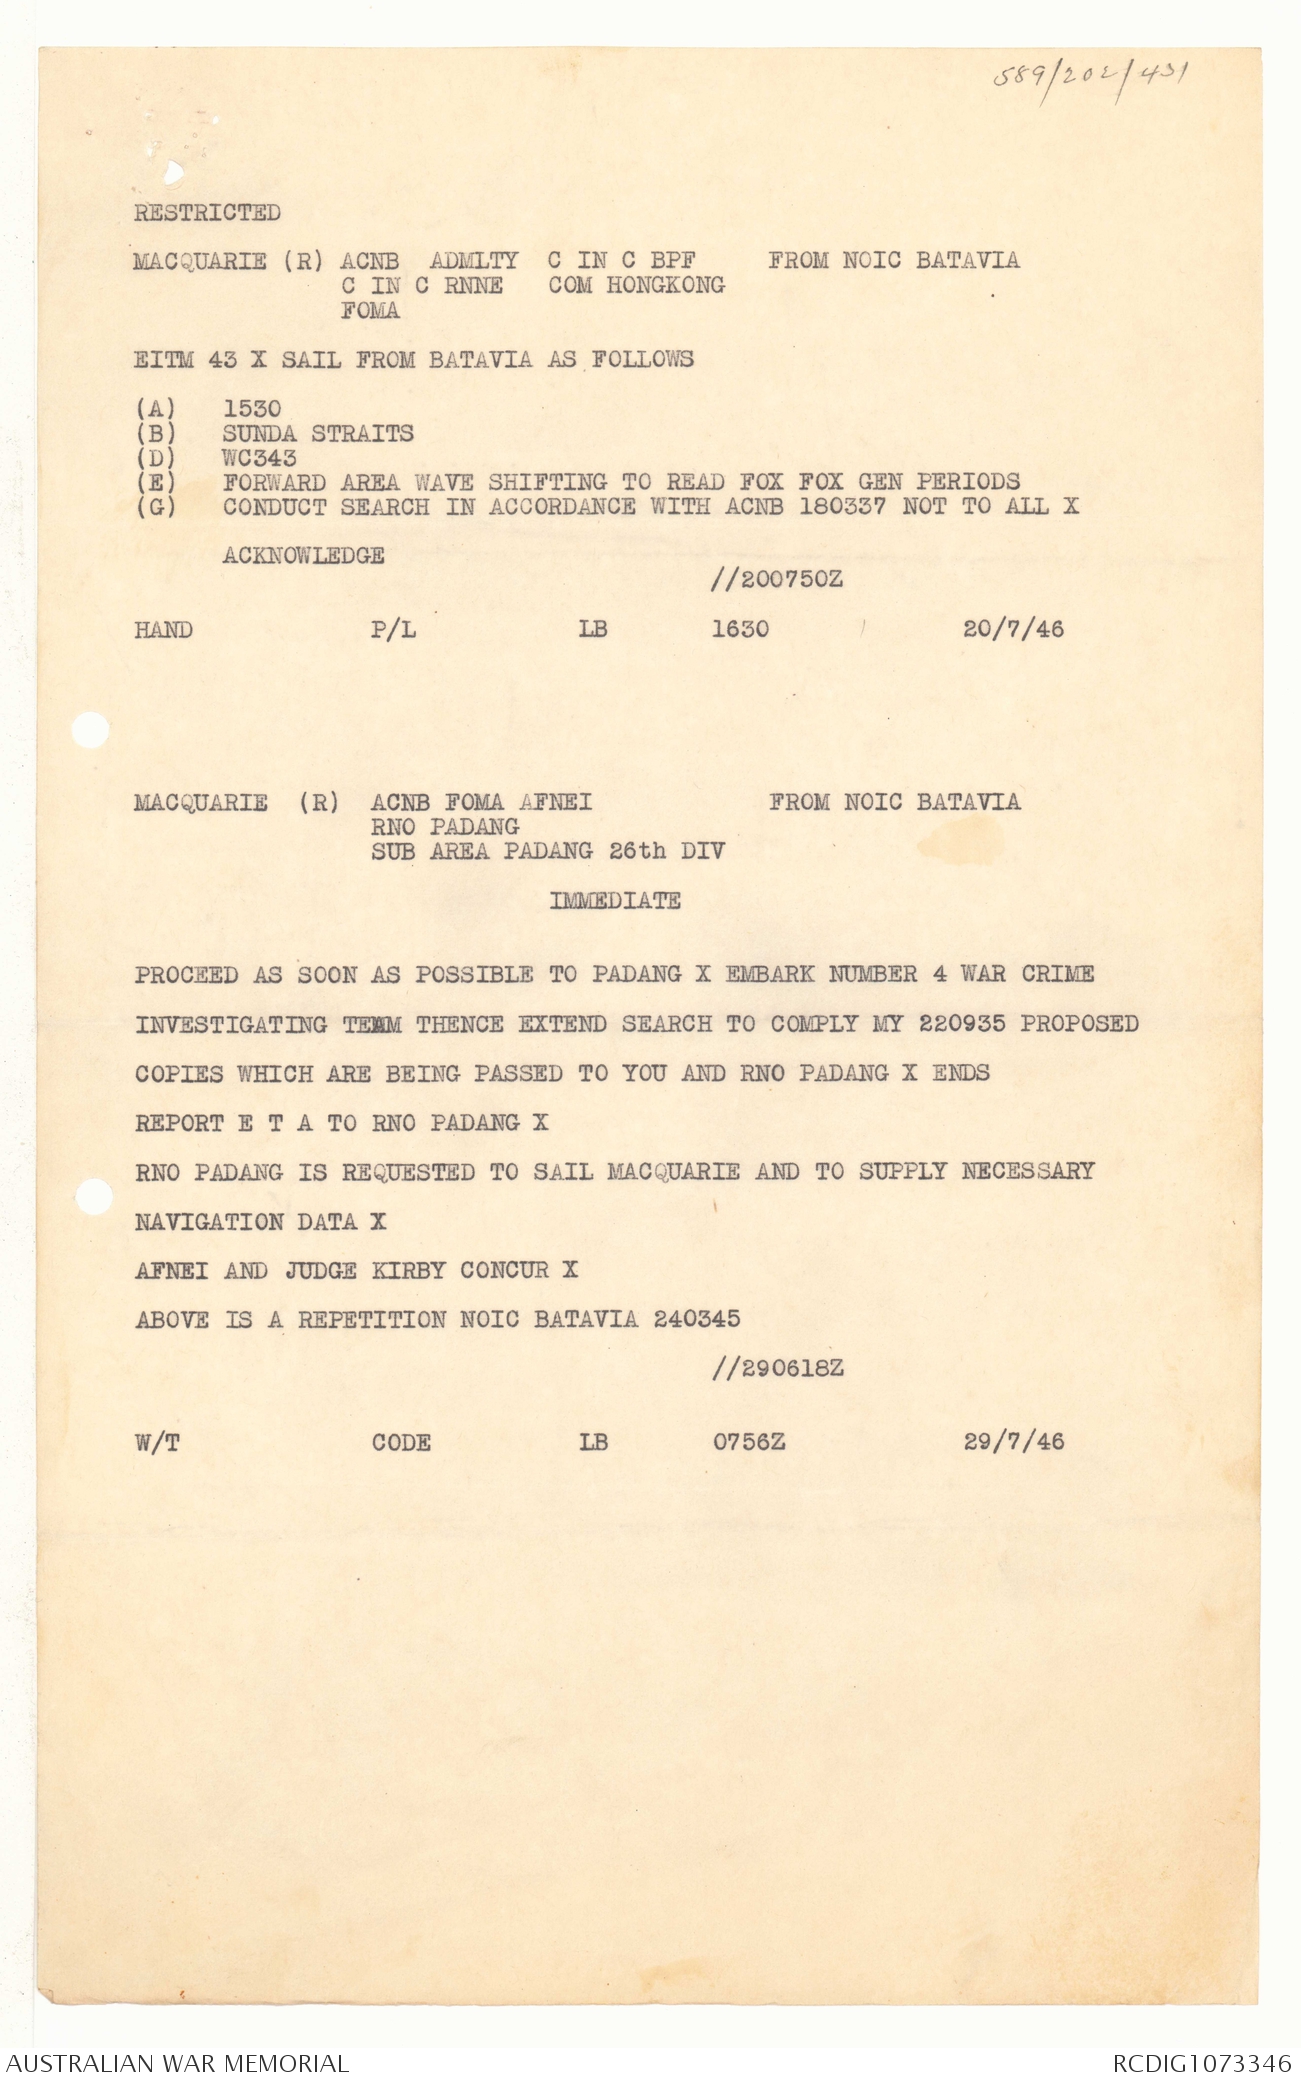 589/202/431
RESTRICTED
MACQUARIE (R) ACNB ADMLTY C IN C BPF FROM NOIC BATAVIA
C IN C RNNE COM HONGKONG
FOMA
EITM 43 X SAIL FROM BATAVIA AS FOLLOWS
(A) 1530
(B) SUNDA STRAITS
(D) WC343
(E) FORWARD AREA WAVE SHIFTING TO READ FOX FOX GEN PERIODS
(G) CONDUCT SEARCH IN ACCORDANCE WITH ACNB 180337 NOT TO ALL X
ACKNOWLEDGE
//200750Z
HAND P/L LB 1630 20/7/46
MACQUARIE (R) ACNB FOMA AFNEI FROM NOIC BATAVIA
RNO PADANG
SUB AREA PADANG 26th DIV
IMMEDIATE
PROCEED AS SOON AS POSSIBLE TO PADANG X EMBARK NUMBER 4 WAR CRIME
INVESTIGATING TEAM THENCE EXTEND SEARCH TO COMPLY MY 220935 PROPOSED
COPIES WHICH ARE BEING PASSED TO YOU AND RNO PADANG X ENDS
REPORT E T A TO RNO PADANG X
RNO PADANG IS REQUESTED TO SAIL MACQUARIE AND TO SUPPLY NECESSARY
NAVIGATION DATA X
AFNEI AND JUDGE KIRBY CONCUR X
ABOVE IS A REPETITION NOIC BATAVIA 240345
//290618Z
W/T CODE LB 0756Z 29/7/46
AUSTRALIAN WAR MEMORIAL RCDIG1073346